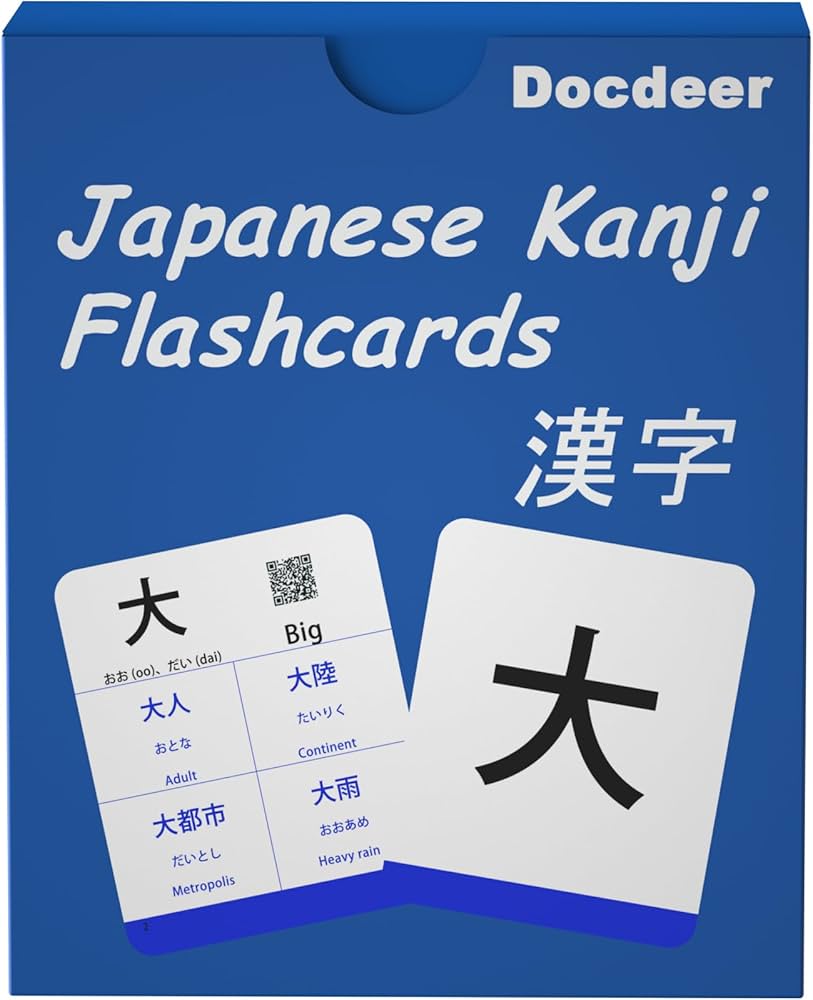 Docdeer
Japanese Kanji
Flashcards
漢字
大
Big
おお (oo)、だい (dai)
大人
おとな
Adult
大陸
たいりく
Continent
大都市
だいとし
Metropolis
大雨
おおあめ
Heavy rain
2
大